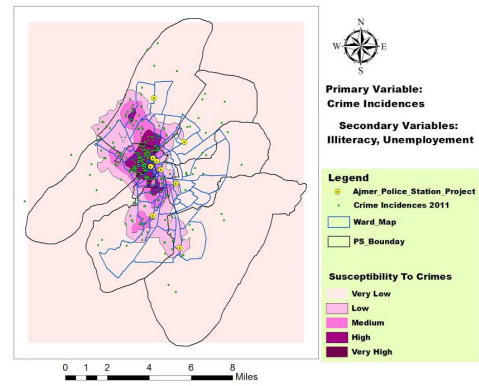 N
W E
S
Primary Variable:
Crime Incidences
Secondary Variables:
Illiteracy, Unemployement
Legend
Ajmer_Police_Station_Project
Crime Incidences 2011
Ward_Map
PS_Bounday
Susceptibility To Crimes
Very Low
Low
Medium
High
Very High
0 1 2 4 6 8
Miles